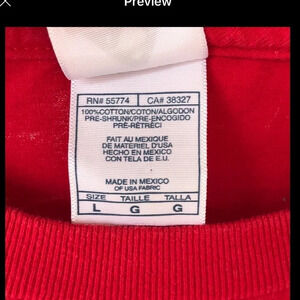 Preview
RN# 55774 CA# 38327
100%COTTON/COTON/ALGODON
PRE-SHRUNK/PRE-ENCOGIDO
PRÉ-RÉTRÉCI
FAIT AU MEXIQUE
DE MATERIEL D'USA
HECHO EN MEXICO
CON TELA DE E.U.
MADE IN MEXICO
OF USA FABRIC
SIZE TAILLE TALLA
L G G